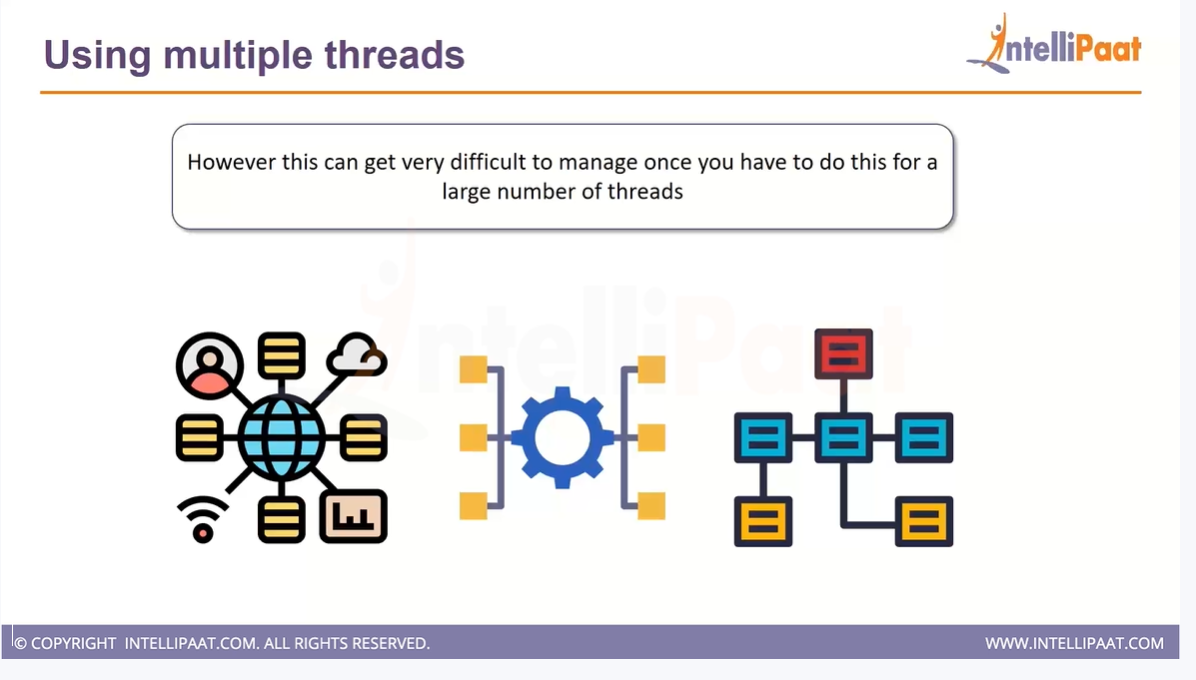 Using multiple threads
IntelliPaat
However this can get very difficult to manage once you have to do this for a
large number of threads
IntelliPaat
© COPYRIGHT INTELLIPAAT.COM. ALL RIGHTS RESERVED.
WWW.INTELLIPAAT.COM